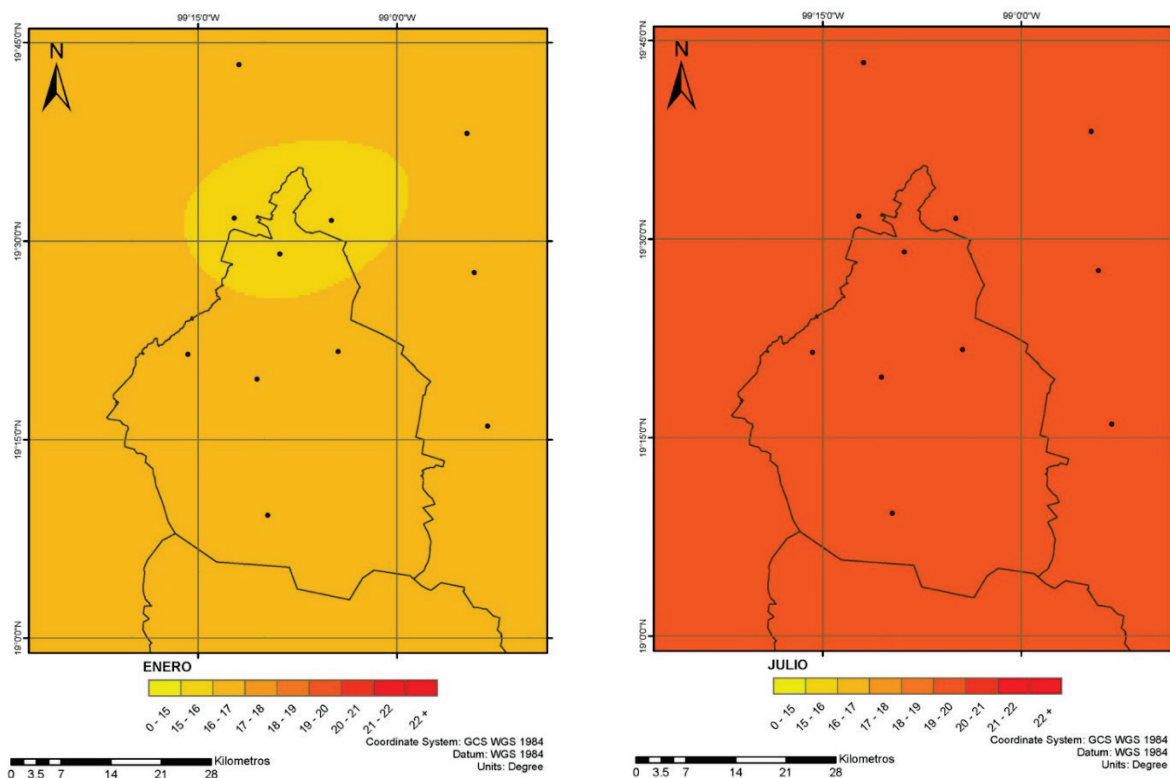 99°15'0"W 99°0'0"W
N
19°45'0"N
19°30'0"N
19°15'0"N
19°0'0"N
ENERO
0 - 15 15 - 16 16 - 17 17 - 18 18 - 19 19 - 20 20 - 21 21 - 22 22 +
Coordinate System: GCS WGS 1984
Datum: WGS 1984
Units: Degree
Kilometros
0 3.5 7 14 21 28
99°15'0"W 99°0'0"W
N
19°45'0"N
19°30'0"N
19°15'0"N
19°0'0"N
JULIO
0 - 15 15 - 16 16 - 17 17 - 18 18 - 19 19 - 20 20 - 21 21 - 22 22 +
Coordinate System: GCS WGS 1984
Datum: WGS 1984
Units: Degree
Kilometros
0 3.5 7 14 21 28